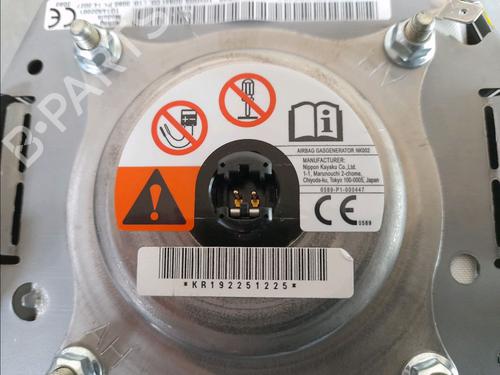 B-PARTS
AIRBAG GASGENERATOR NK002
MANUFACTURER:
Nippon Kayaku Co.,Ltd.
1-1, Marunouchi 2-chome,
Chiyoda-ku, Tokyo 100-0005, Japan
0589-P1-000447
CE 0589
*KR192251225*